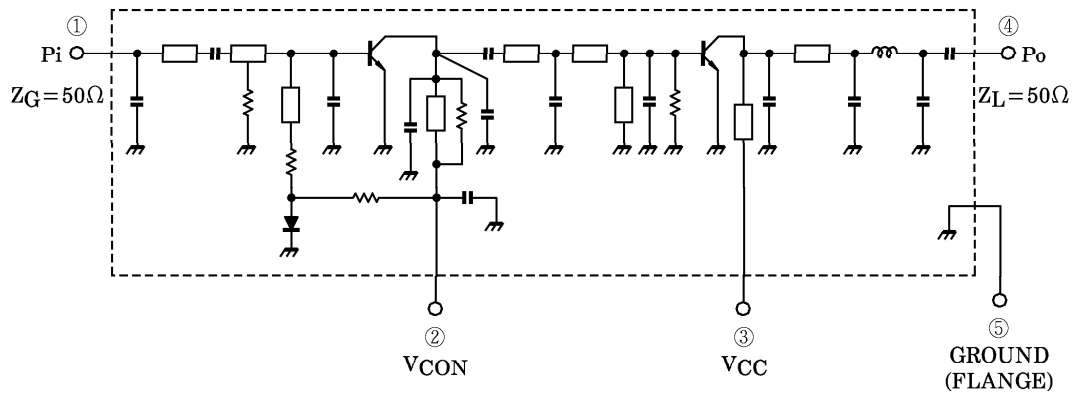 ①
Pi
ZG=50Ω
④
Po
ZL=50Ω
②
VCON
③
VCC
⑤
GROUND
(FLANGE)